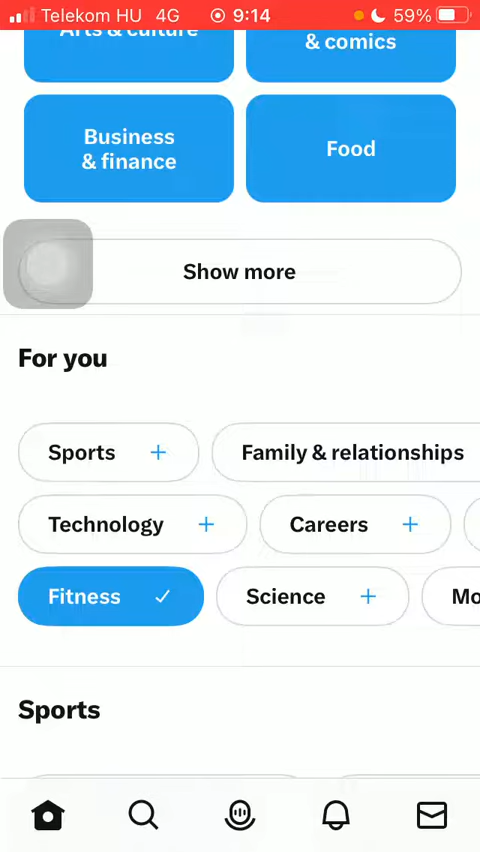 Telekom HU 4G 9:14 59%
Arts & culture
& comics
Business
& finance
Food
Show more
For you
Sports +
Family & relationships
Technology +
Careers +
Fitness ✓
Science +
Mo
Sports